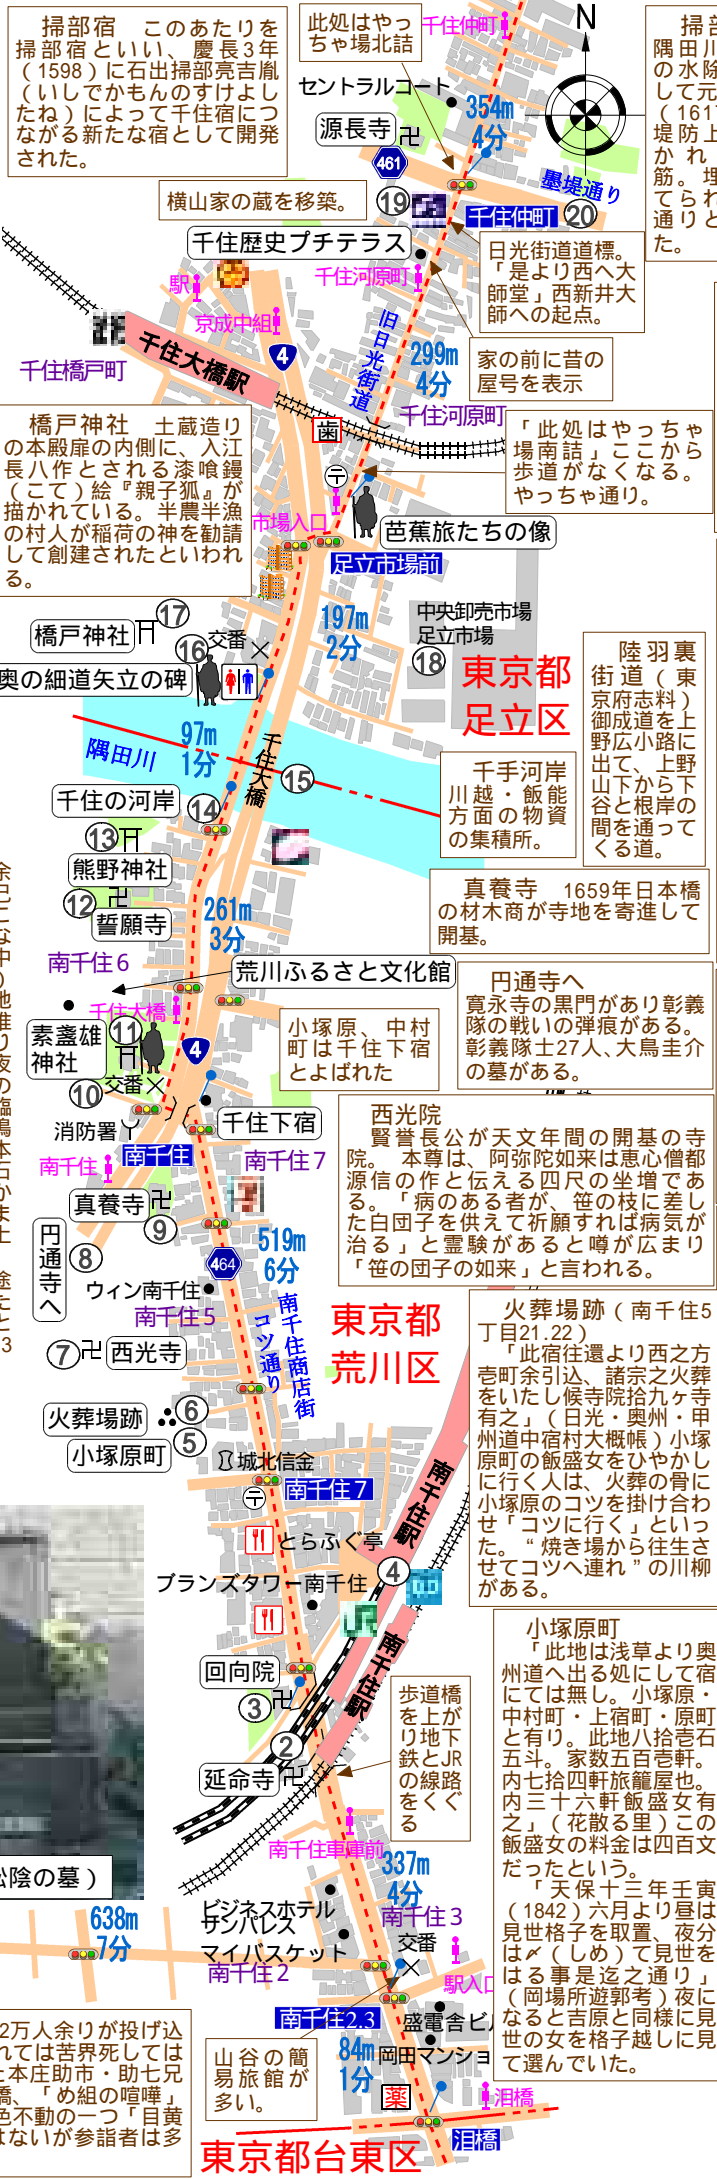 掃部宿　このあたりを
掃部宿といい、慶長3年
（1598）に石出掃部亮吉胤
（いしでかもんのすけよし
たね）によって千住宿につ
ながる新たな宿として開発
された。
此処はやっ
ちゃ場北詰
千住仲町
N
掃部
隅田川
の水除
して元
（161
堤防上
かれ
筋。埋
てられ
通りと
た。
セントラルコート
354m
4分
源長寺
461
墨堤通り
横山家の蔵を移築。
19
千住仲町
20
千住歴史プチテラス
日光街道道標。
「是より西へ大
師堂」西新井大
師への起点。
駅
千住河原町
京成中組
旧日光街道
4
299m
4分
家の前に昔の
屋号を表示
千住橋戸町
千住大橋駅
千住河原町
橋戸神社　土蔵造り
の本殿扉の内側に、入江
長八作とされる漆喰鏝
（こて）絵『親子狐』が
描かれている。半農半漁
の村人が稲荷の神を勧請
して創建されたといわれ
る。
歯
「此処はやっちゃ
場南詰」ここから
歩道がなくなる。
やっちゃ通り。
市場入口
芭蕉旅たちの像
足立市場前
197m
2分
中央卸売市場
足立市場
18
17
橋戸神社
16
交番
奥の細道矢立の碑
東京都
足立区
陸羽裏
街道（東
京府志料）
御成道を上
野広小路に
出て、上野
山下から下
谷と根岸の
間を通って
くる道。
97m
1分
隅田川
千住大橋
15
千手河岸
川越・飯能
方面の物資
の集積所。
千住の河岸
14
13
熊野神社
12
誓願寺
真養寺　1659年日本橋
の材木商が寺地を寄進して
開基。
261m
3分
南千住6
荒川ふるさと文化館
円通寺へ
寛永寺の黒門があり彰義
隊の戦いの弾痕がある。
彰義隊士27人、大鳥圭介
の墓がある。
千住大橋
素盞雄
神社
11
4
小塚原、中村
町は千住下宿
とよばれた
10
交番
消防署
千住下宿
南千住
南千住
南千住7
西光院
賢誉長公が天文年間の開基の寺
院。 本尊は、阿弥陀如来は恵心僧都
源信の作と伝える四尺の坐増であ
る。「病のある者が、笹の枝に差し
た白団子を供えて祈願すれば病気が
治る」と霊験があると噂が広まり
「笹の団子の如来」と言われる。
真養寺
9
円通寺へ
8
464
519m
6分
ウィン南千住
南千住5
南千住商店街
コツ通り
東京都
荒川区
7
西光寺
火葬場跡
6
5
小塚原町
火葬場跡（南千住5
丁目21.22）
「此宿往還より西之方
壱町余引込、諸宗之火葬
をいたし候寺院拾九ヶ寺
有之」（日光・奥州・甲
州道中宿村大概帳）小塚
原町の飯盛女をひやかし
に行く人は、火葬の骨に
小塚原のコツを掛け合わ
せ「コツに行く」といっ
た。“焼き場から往生さ
せてコツへ連れ”の川柳
がある。
城北信金
南千住7
南千住駅
とらふぐ亭
4
ブランズタワー南千住
JR
南千住駅
回向院
3
2
延命寺
歩道橋
を上が
り地下
鉄とJR
の線路
をくぐ
る
小塚原町
「此地は浅草より奥
州道へ出る処にして宿
にては無し。小塚原・
中村町・上宿町・原町
と有り。此地八拾壱石
五斗。家数五百壱軒。
内七拾四軒旅籠屋也。
内三十六軒飯盛女有
之」（花散る里）この
飯盛女の料金は四百文
だったという。
「天保十三年壬寅
（1842）六月より昼は
見世格子を取置、夜分
は〆（しめ）て見世を
はる事是迄之通り」
（岡場所遊郭考）夜に
なると吉原と同様に見
世の女を格子越しに見
て選んでいた。
松陰の墓）
南千住車庫前
337m
4分
638m
7分
ビジネスホテル
サンパレス
マイバスケット
南千住2
南千住3
交番
駅入口
南千住2.3
盛電舎ビル
84m
1分
岡田マンショ
山谷の簡
易旅館が
多い。
薬
泪橋
泪橋
2万人余りが投げ込
れては苦界死しては
本庄助市・助七兄
橋、「め組の喧嘩」
色不動の一つ「目黄
はないが参詣者は多
東京都台東区